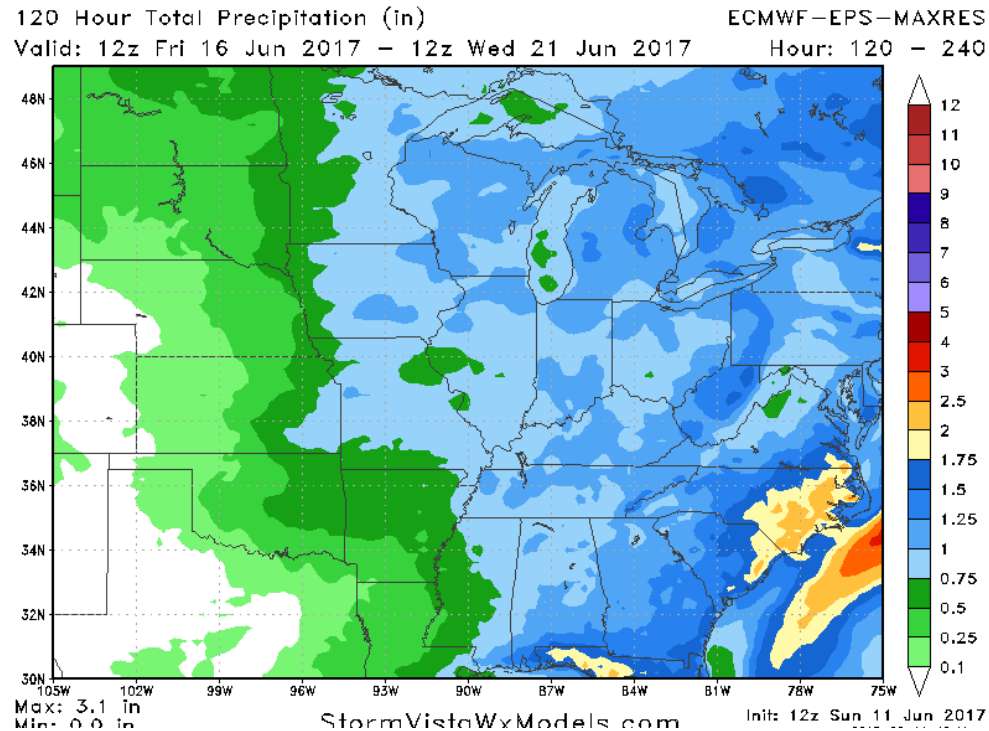 120 Hour Total Precipitation (in) ECMWF-EPS-MAXRES
Valid: 12z Fri 16 Jun 2017 - 12z Wed 21 Jun 2017 Hour: 120 - 240
48N
46N
44N
42N
40N
38N
36N
34N
32N
30N
105W 102W 99W 96W 93W 90W 87W 84W 81W 78W 75W
12
11
10
9
8
7
6
5
4
3
2.5
2
1.75
1.5
1.25
1
0.75
0.5
0.25
0.1
Max: 3.1 in
Min: 0.0 in
StormVistaWxModels.com
Init: 12z Sun 11 Jun 2017